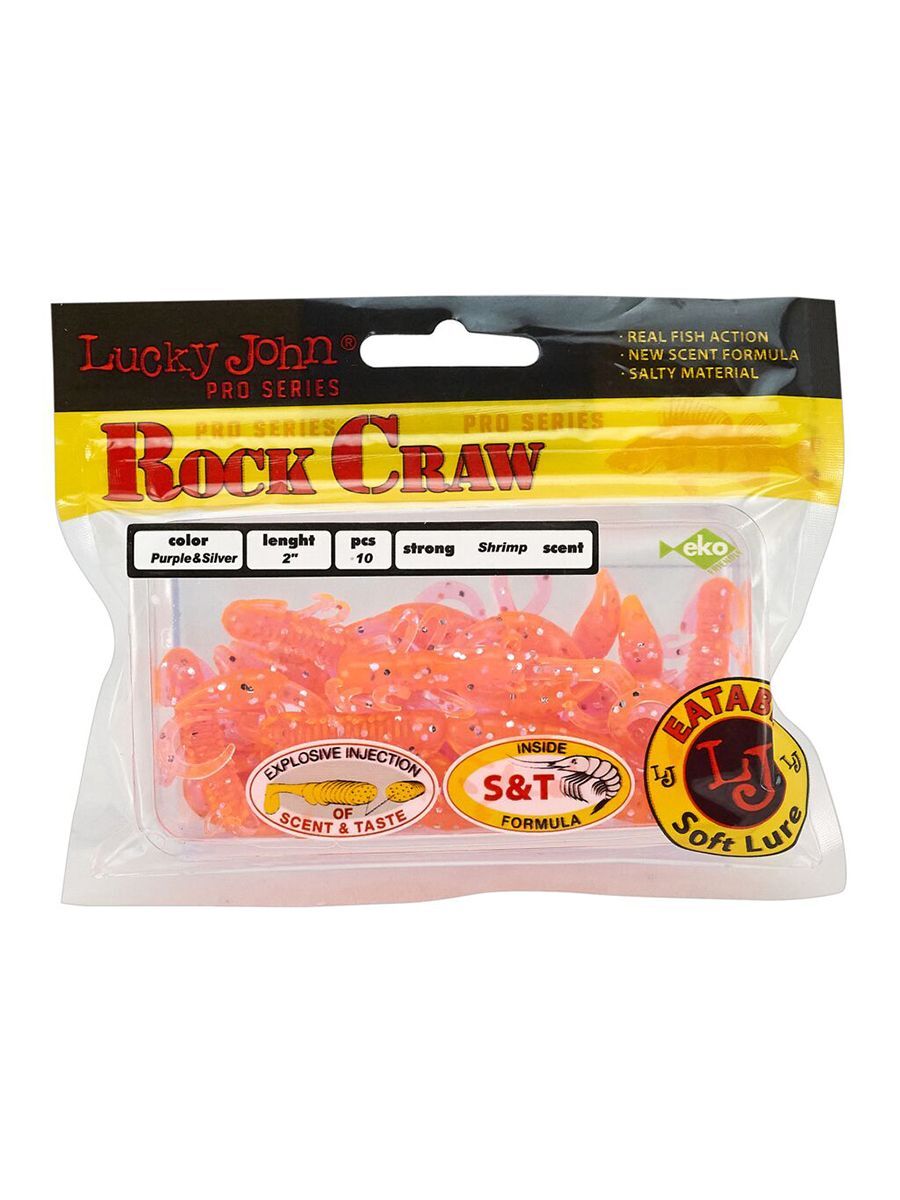 Lucky John®
PRO SERIES
· REAL FISH ACTION
· NEW SCENT FORMULA
· SALTY MATERIAL
PRO SERIES
PRO SERIES
ROCK CRAW
color
Purple&Silver
lenght
2"
pcs
10
strong Shrimp scent
eko
EXPLOSIVE INJECTION
OF
SCENT & TASTE
INSIDE
S&T
FORMULA
EATAB
LJ LJ LJ
Soft Lure